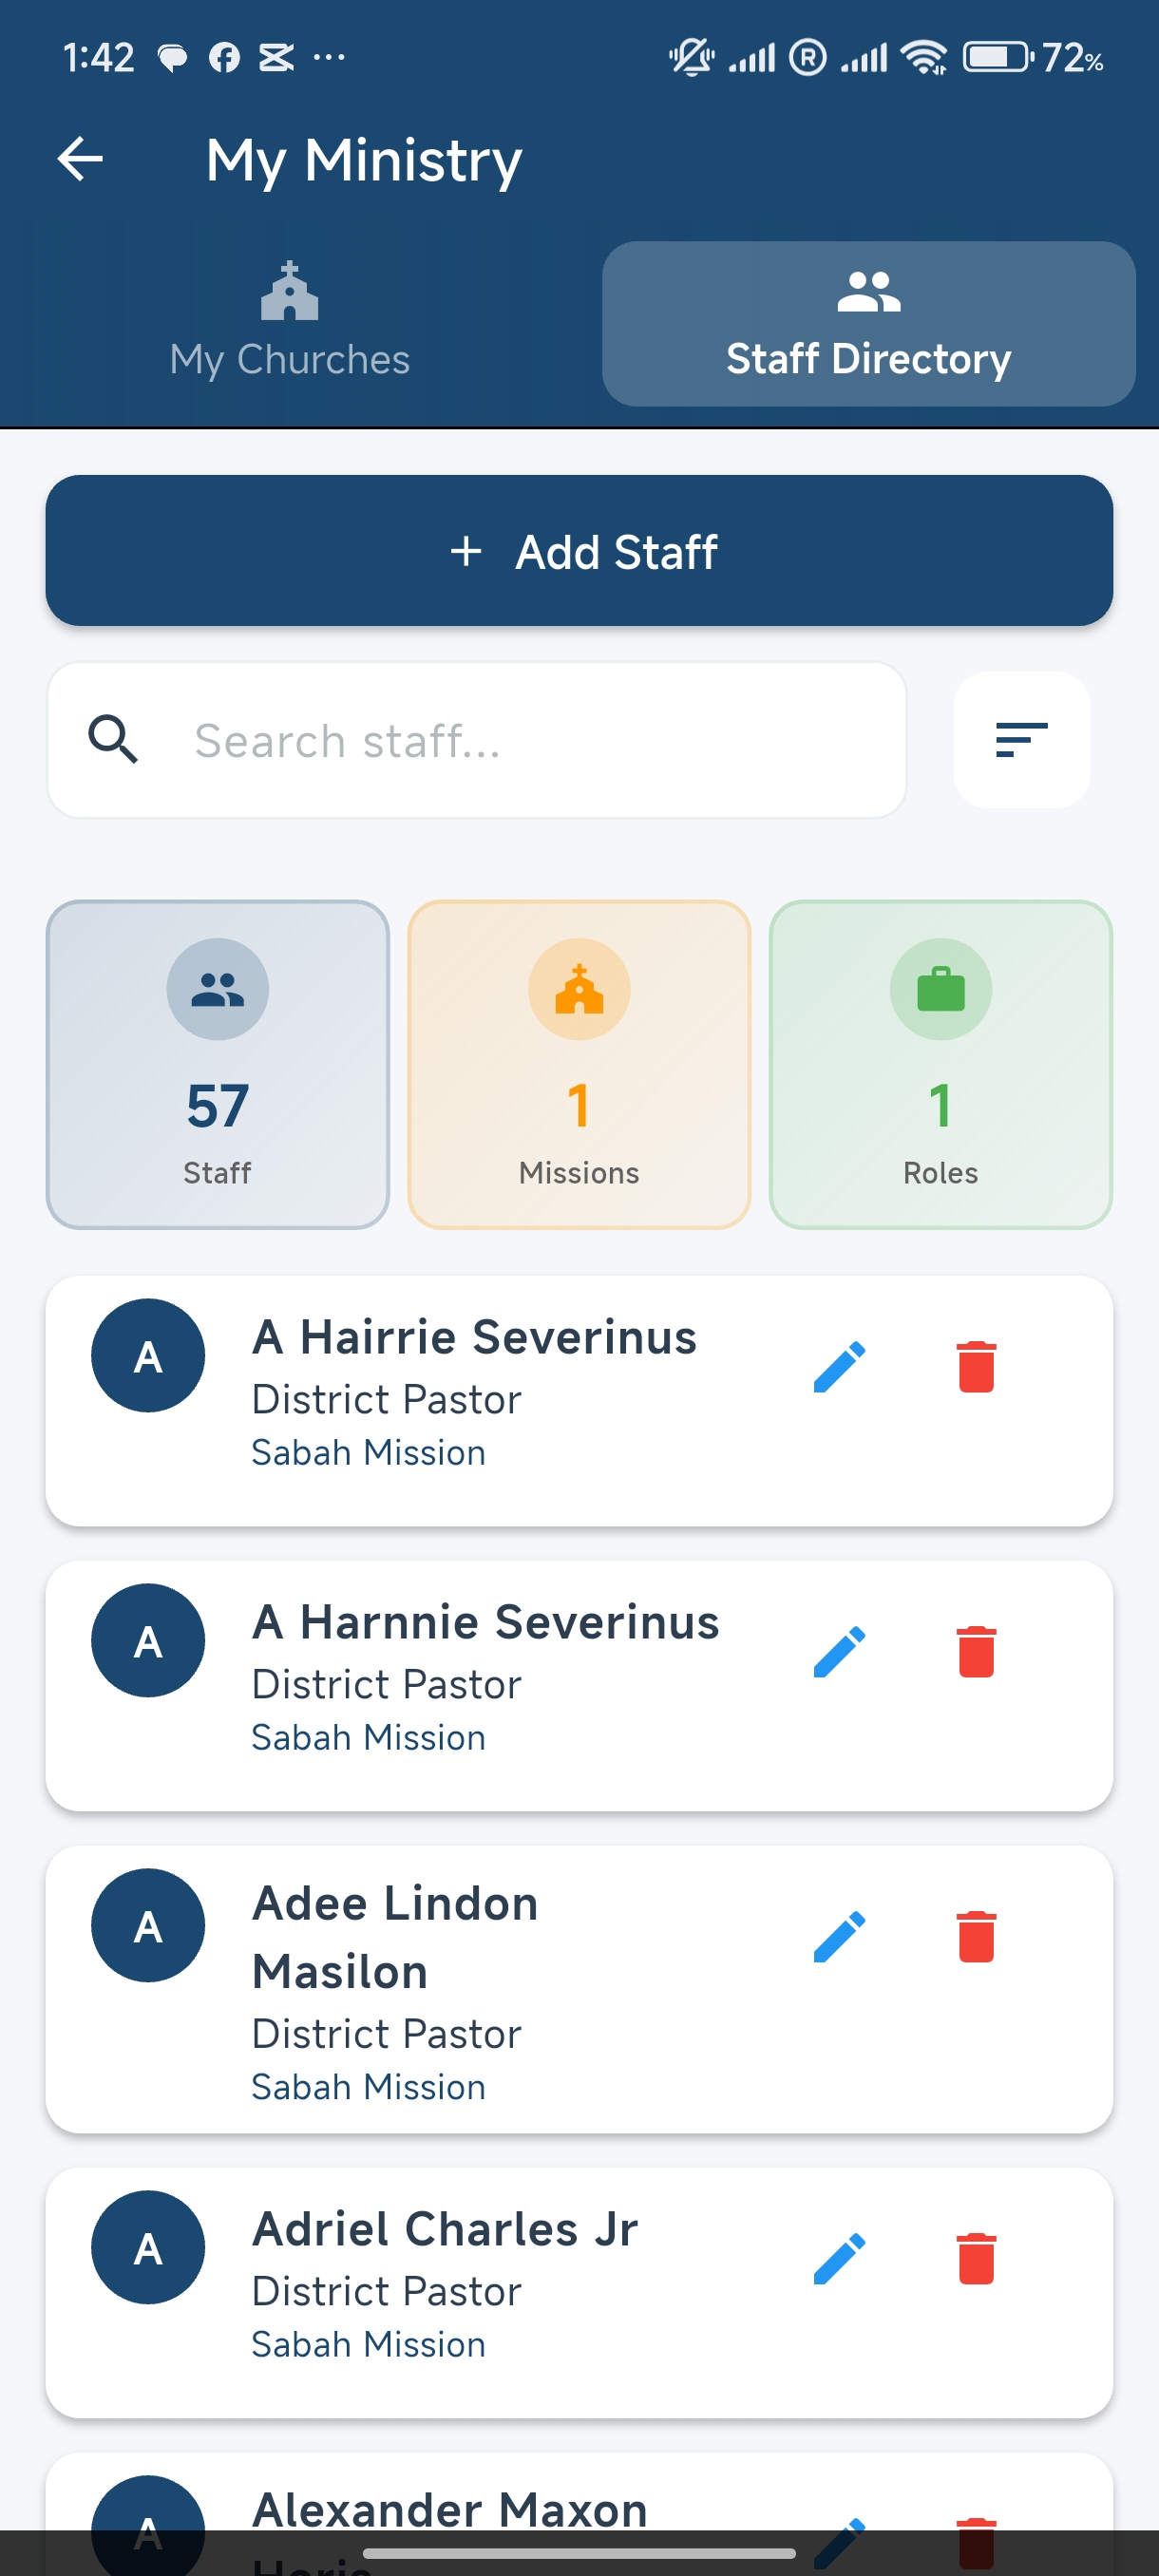 1:42
72%
My Ministry
My Churches
Staff Directory
+ Add Staff
Search staff...
57
Staff
1
Missions
1
Roles
A
A Hairrie Severinus
District Pastor
Sabah Mission
A
A Harnnie Severinus
District Pastor
Sabah Mission
A
Adee Lindon
Masilon
District Pastor
Sabah Mission
A
Adriel Charles Jr
District Pastor
Sabah Mission
A
Alexander Maxon